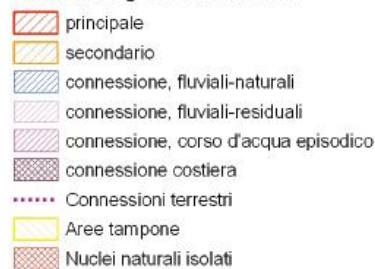 principale
secondario
connessione, fluviali-naturali
connessione, fluviali-residuali
connessione, corso d'acqua episodico
connessione costiera
Connessioni terrestri
Aree tampone
Nuclei naturali isolati